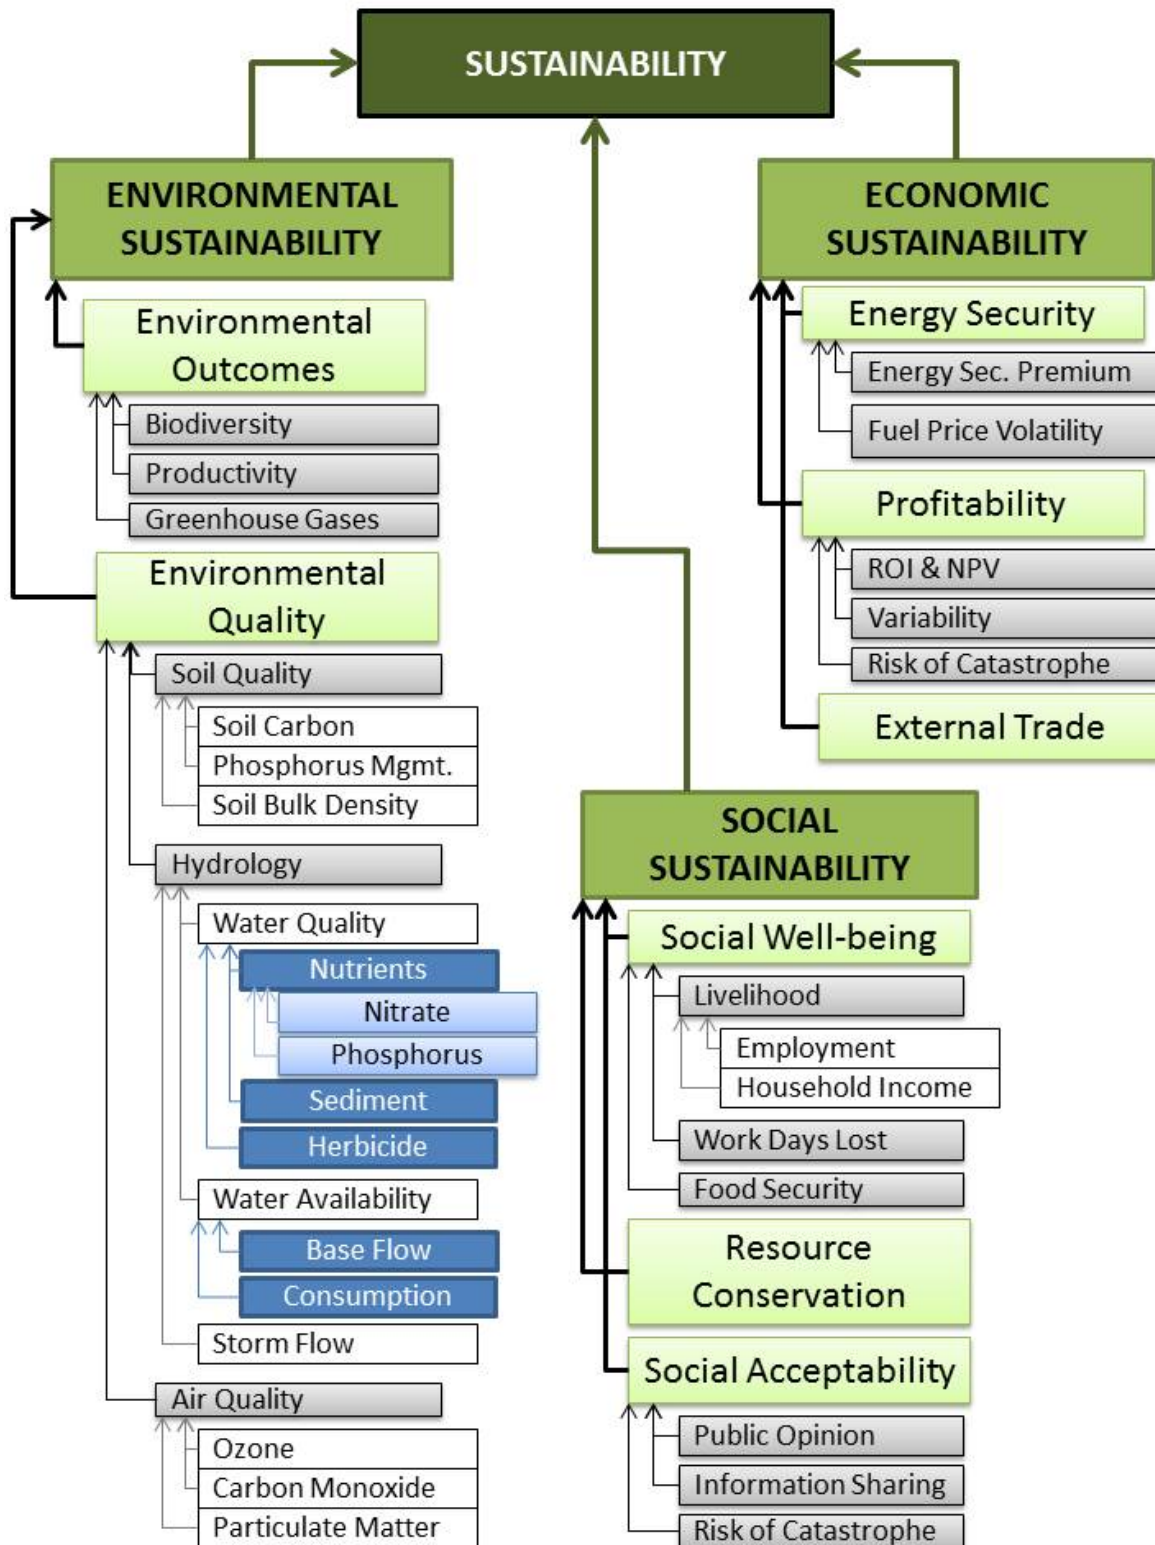 SUSTAINABILITY
ENVIRONMENTAL
SUSTAINABILITY
Environmental
Outcomes
Biodiversity
Productivity
Greenhouse Gases
Environmental
Quality
Soil Quality
Soil Carbon
Phosphorus Mgmt.
Soil Bulk Density
Hydrology
Water Quality
Nutrients
Nitrate
Phosphorus
Sediment
Herbicide
Water Availability
Base Flow
Consumption
Storm Flow
Air Quality
Ozone
Carbon Monoxide
Particulate Matter
ECONOMIC
SUSTAINABILITY
Energy Security
Energy Sec. Premium
Fuel Price Volatility
Profitability
ROI & NPV
Variability
Risk of Catastrophe
External Trade
SOCIAL
SUSTAINABILITY
Social Well-being
Livelihood
Employment
Household Income
Work Days Lost
Food Security
Resource
Conservation
Social Acceptability
Public Opinion
Information Sharing
Risk of Catastrophe